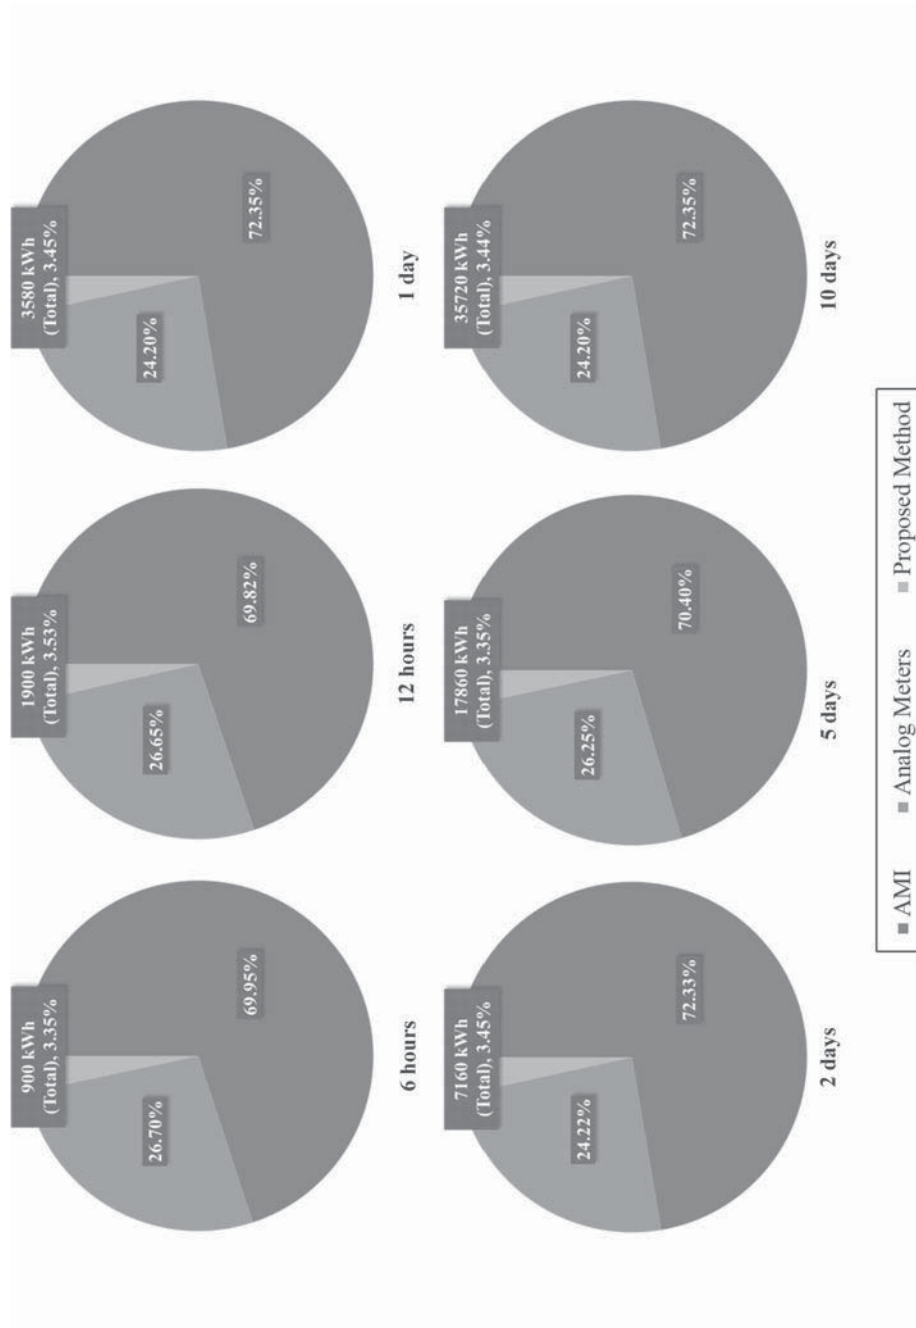 900 kWh
(Total), 3.35%
26.70%
69.95%
6 hours
1900 kWh
(Total), 3.53%
26.65%
69.82%
12 hours
3580 kWh
(Total), 3.45%
24.20%
72.35%
1 day
7160 kWh
(Total), 3.45%
24.22%
72.33%
2 days
17860 kWh
(Total), 3.35%
26.25%
70.40%
5 days
35720 kWh
(Total), 3.44%
24.20%
72.35%
10 days
AMI Analog Meters Proposed Method